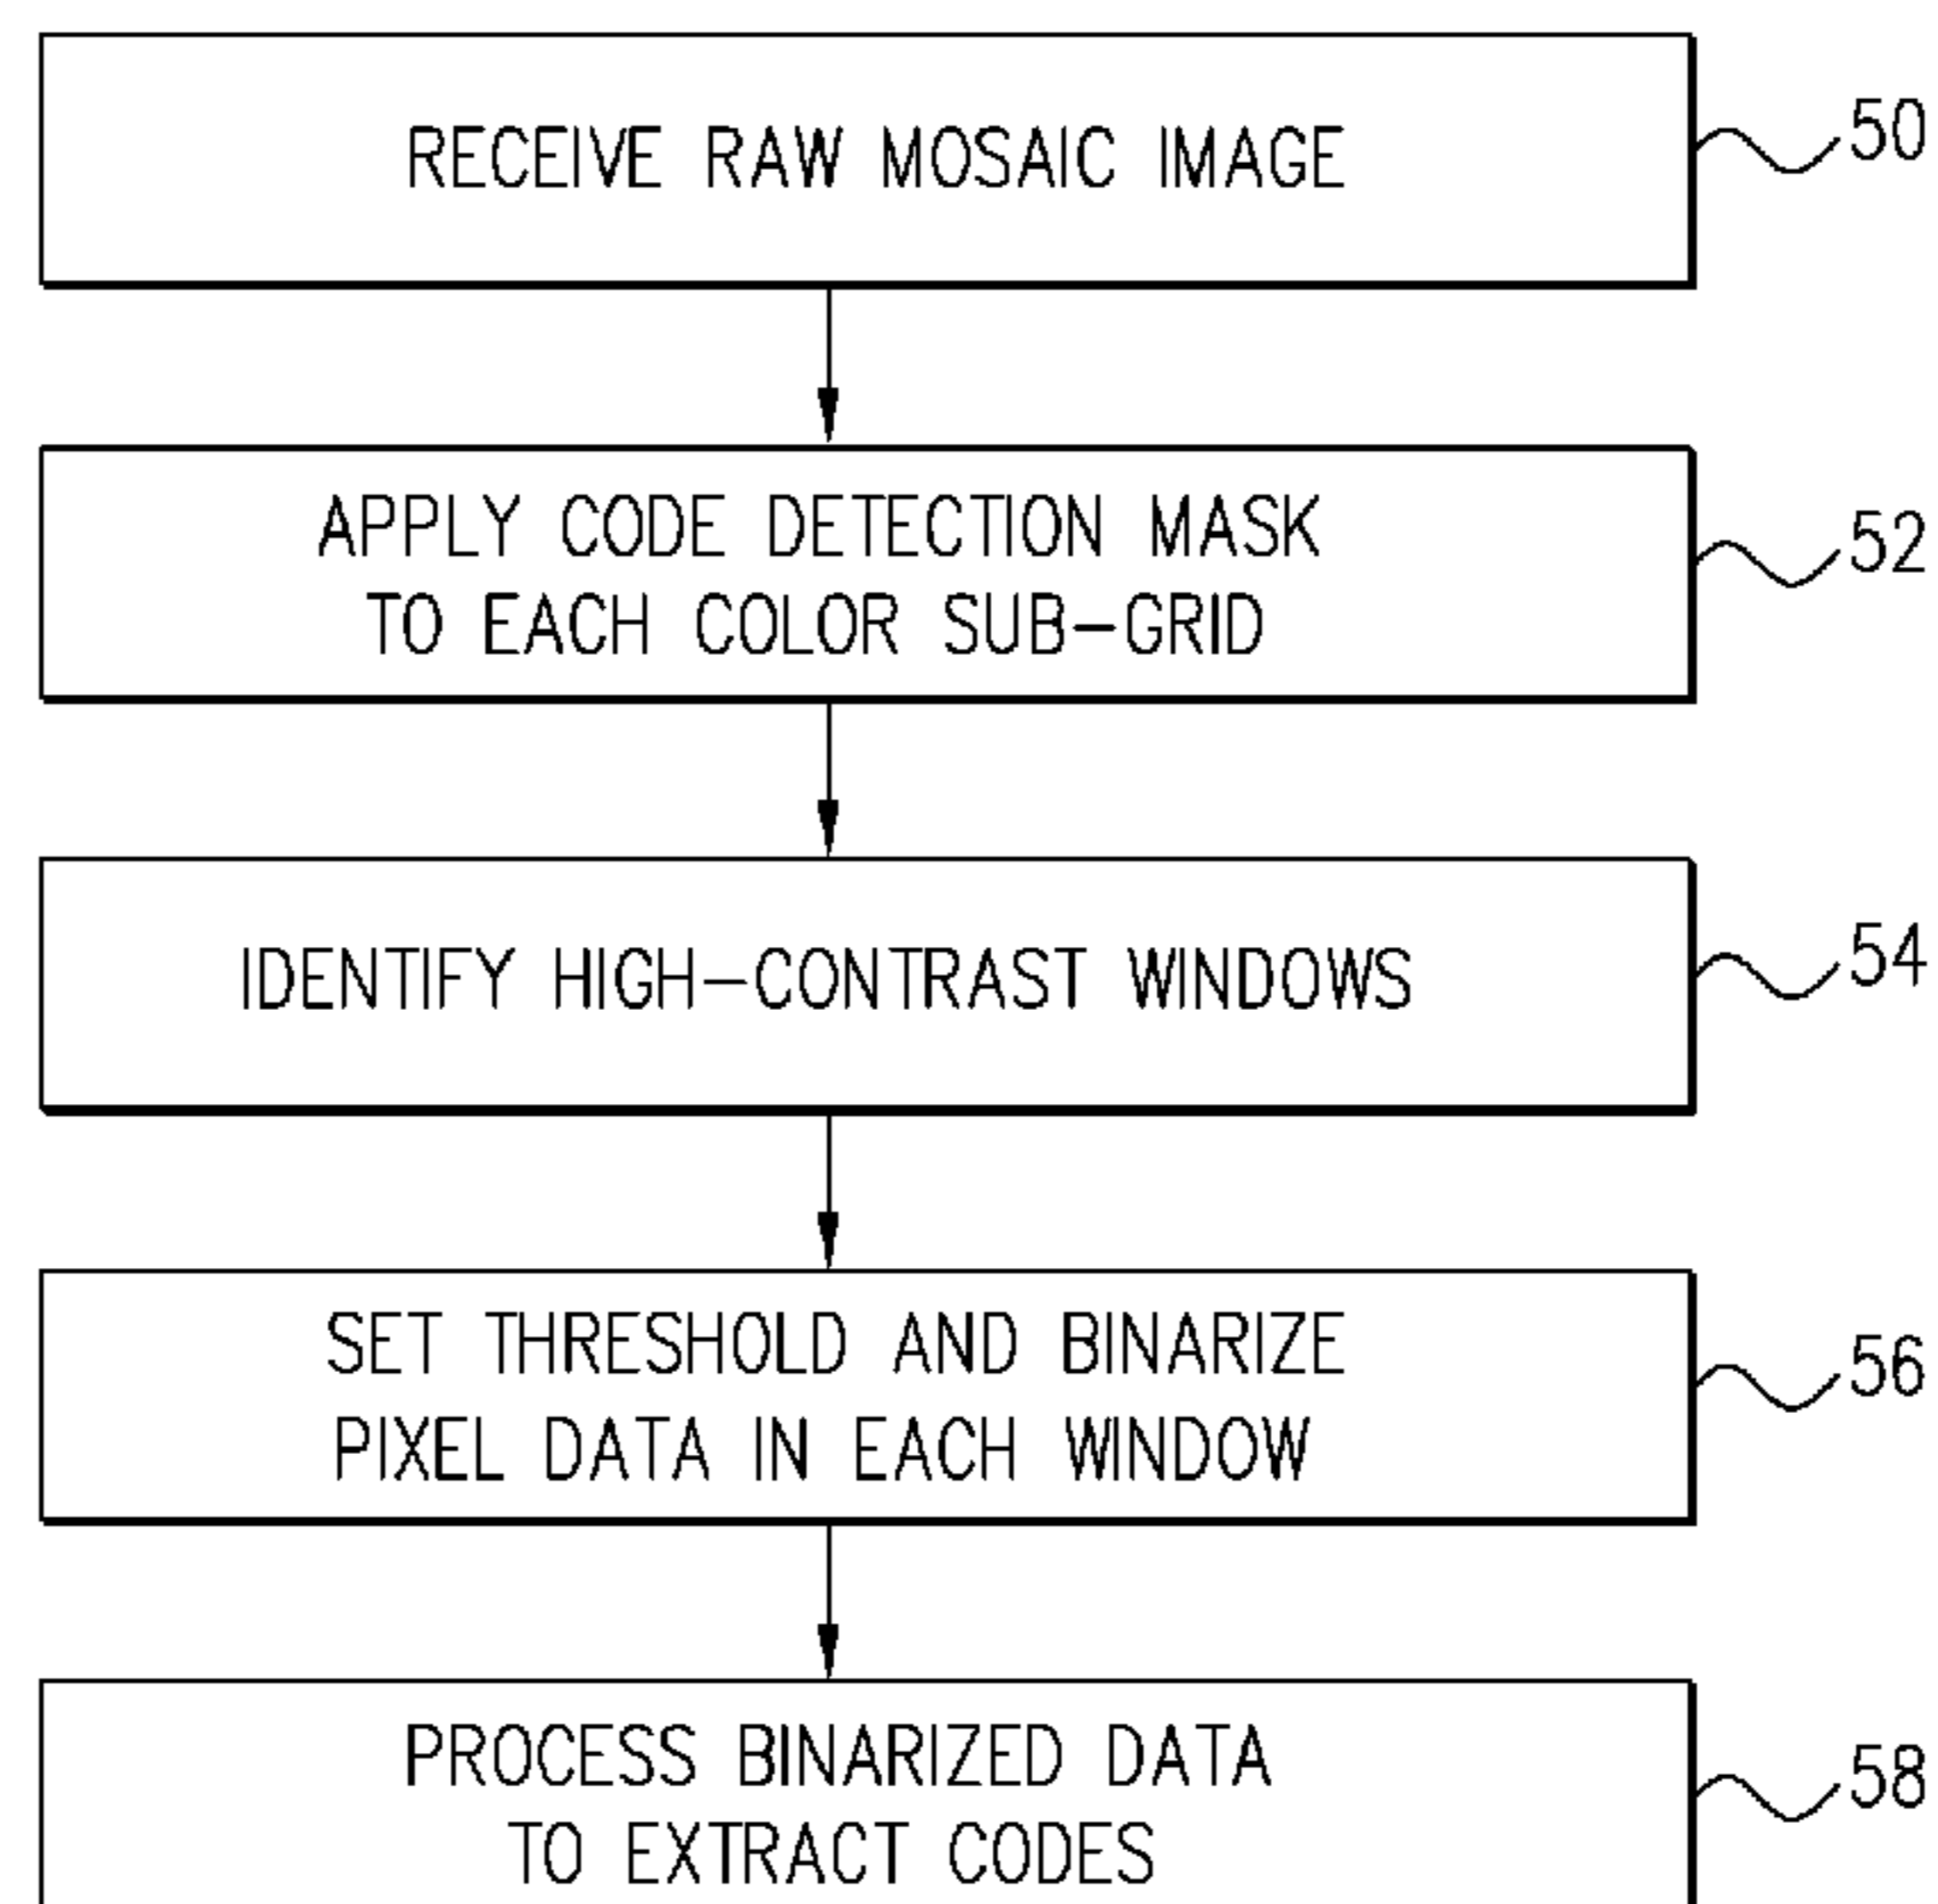 RECEIVE RAW MOSAIC IMAGE
50
APPLY CODE DETECTION MASK
TO EACH COLOR SUB-GRID
52
IDENTIFY HIGH-CONTRAST WINDOWS
54
SET THRESHOLD AND BINARIZE
PIXEL DATA IN EACH WINDOW
56
PROCESS BINARIZED DATA
TO EXTRACT CODES
58